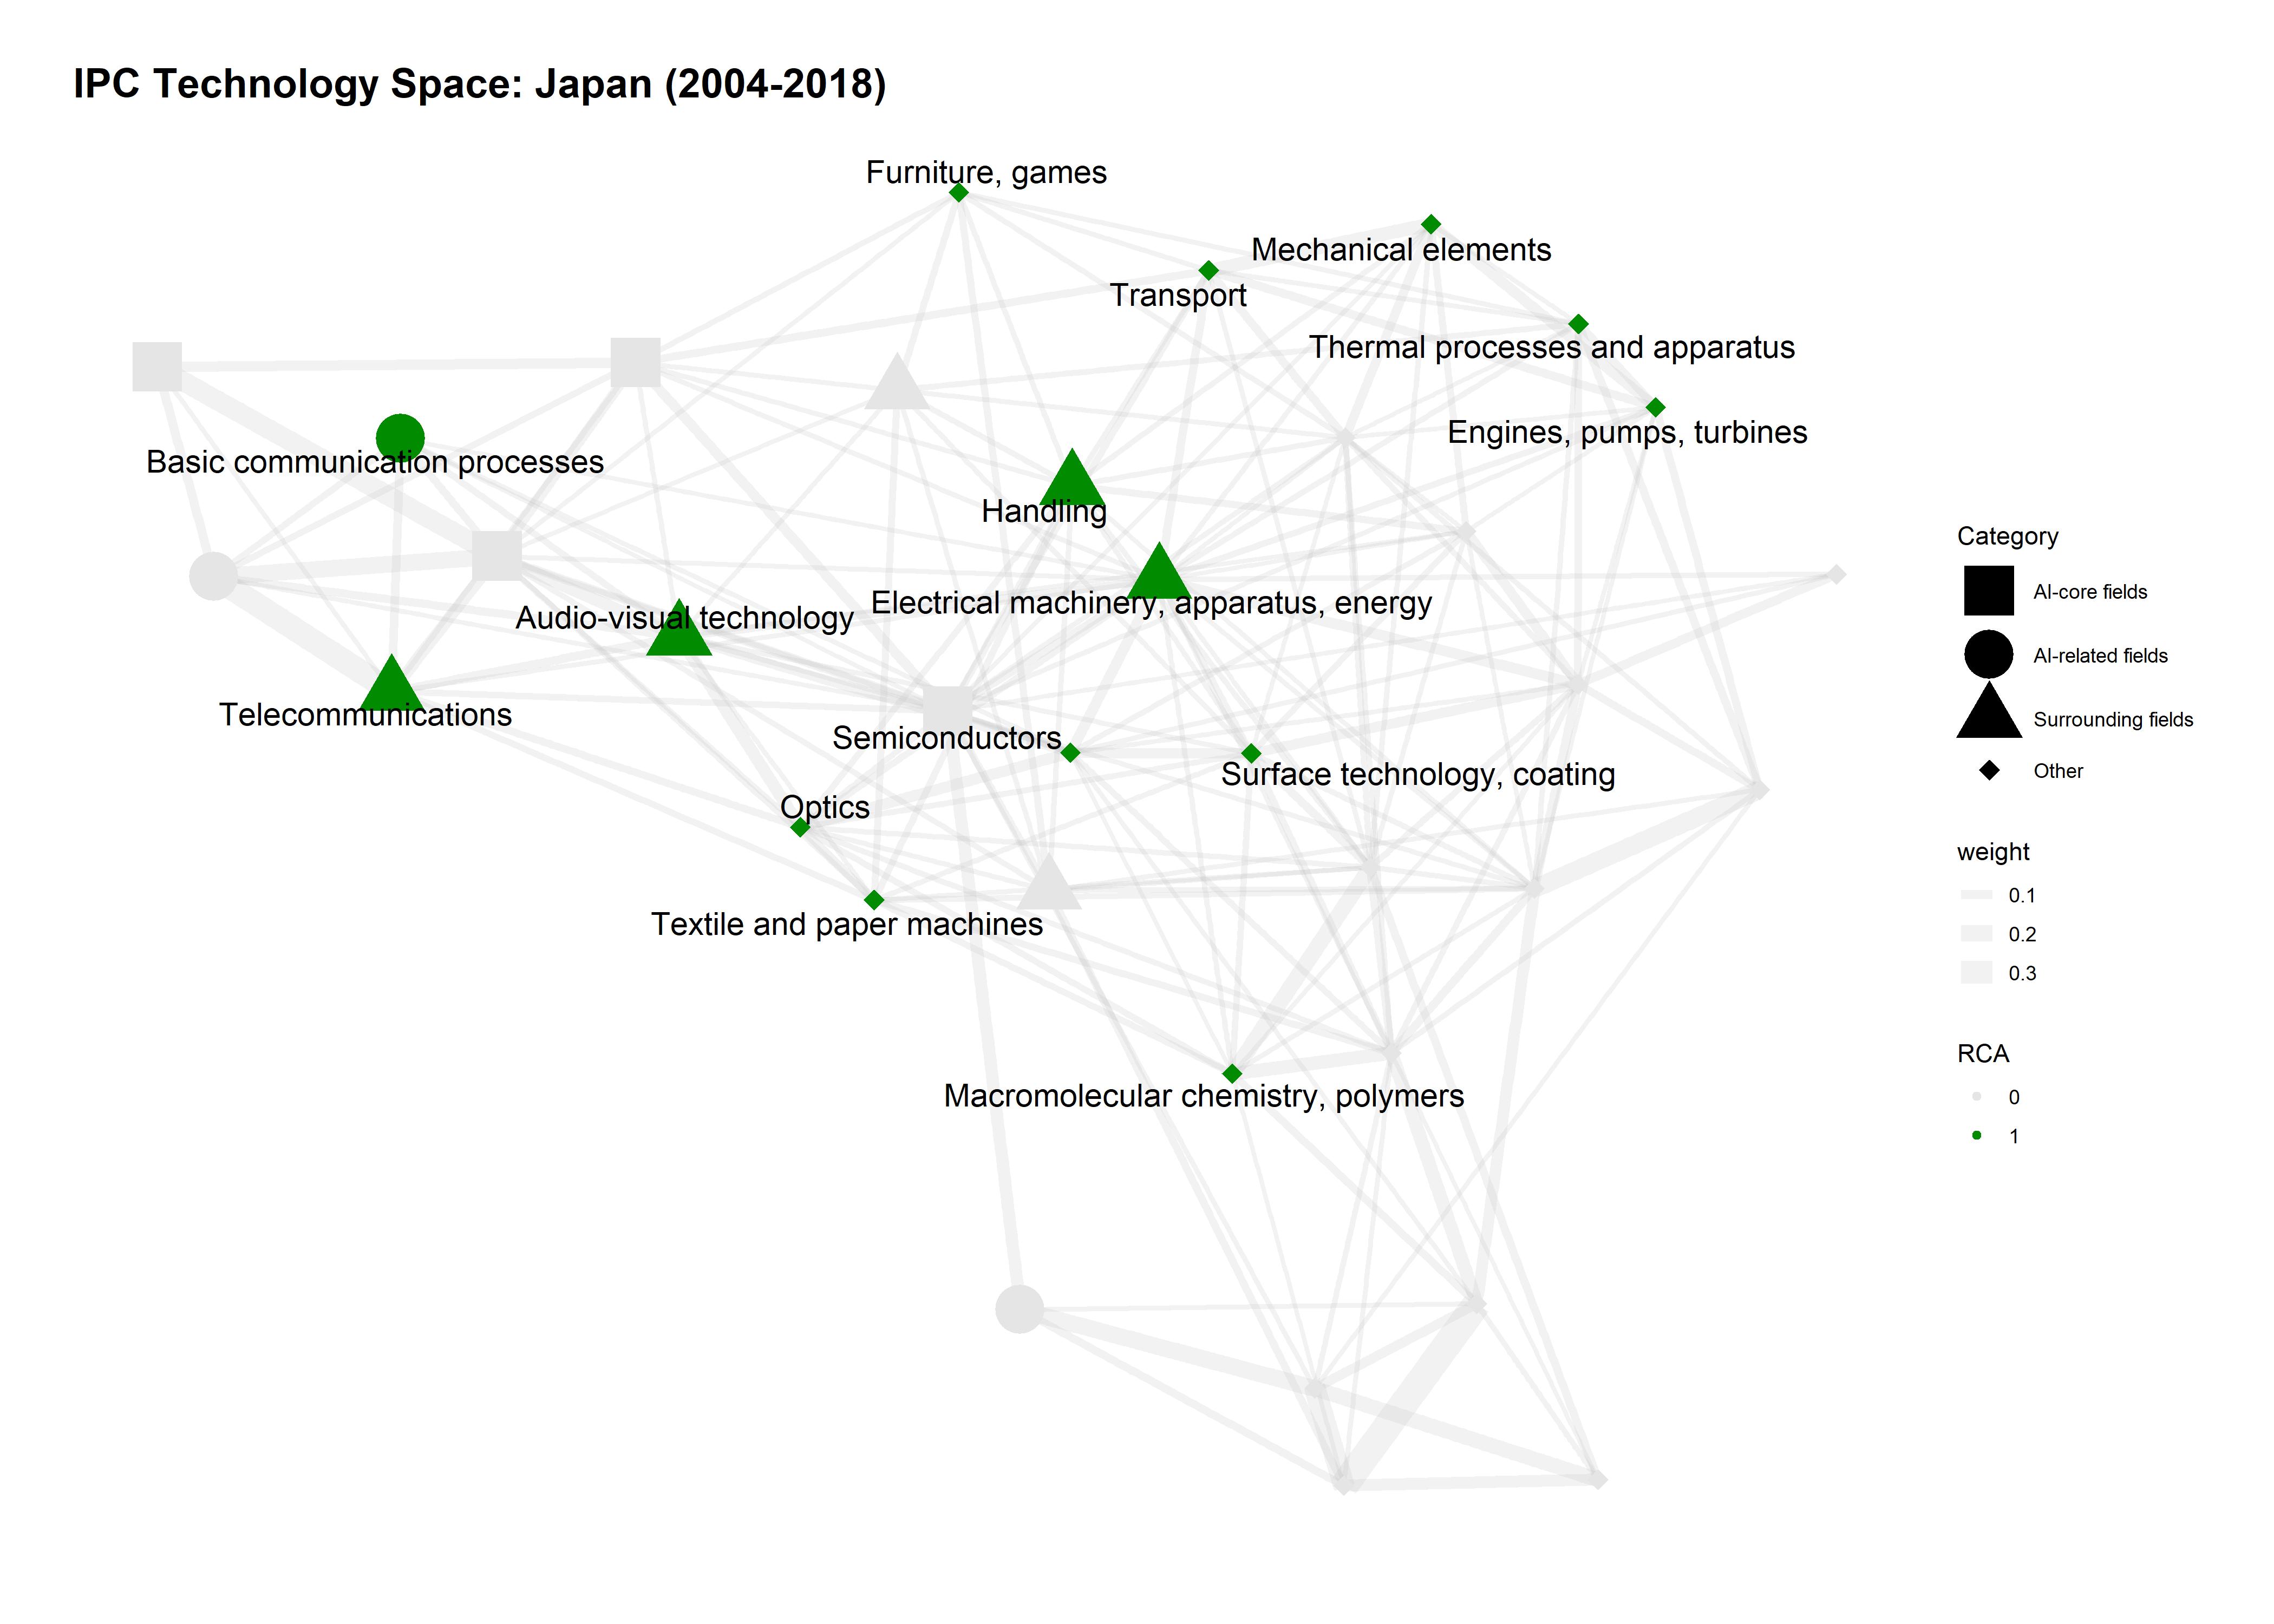 IPC Technology Space: Japan (2004-2018)
Furniture, games
Mechanical elements
Transport
Thermal processes and apparatus
Engines, pumps, turbines
Basic communication processes
Handling
Electrical machinery, apparatus, energy
Audio-visual technology
Telecommunications
Semiconductors
Surface technology, coating
Optics
Textile and paper machines
Macromolecular chemistry, polymers
Category
AI-core fields
AI-related fields
Surrounding fields
Other
weight
0.1
0.2
0.3
RCA
0
1